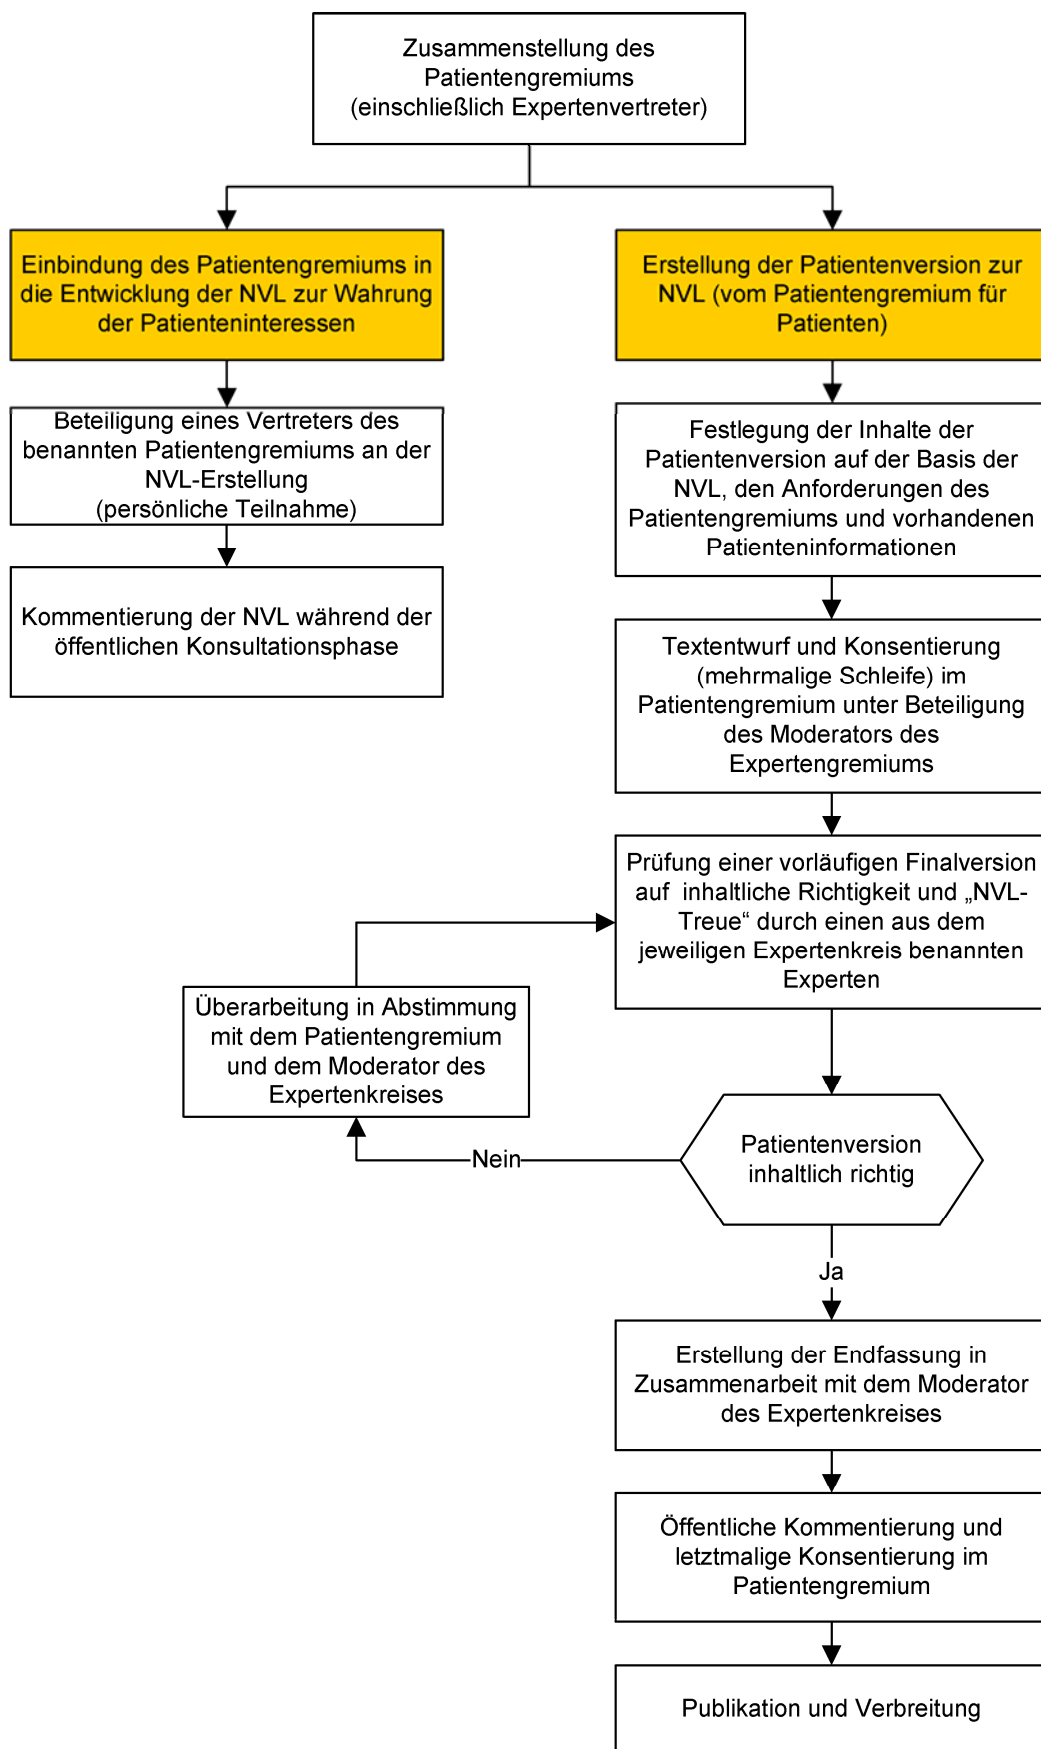 Zusammenstellung des
Patientengremiums
(einschließlich Expertenvertreter)
Einbindung des Patientengremiums in
die Entwicklung der NVL zur Wahrung
der Patienteninteressen
Beteiligung eines Vertreters des
benannten Patientengremiums an der
NVL-Erstellung
(persönliche Teilnahme)
Kommentierung der NVL während der
öffentlichen Konsultationsphase
Erstellung der Patientenversion zur
NVL (vom Patientengremium für
Patienten)
Festlegung der Inhalte der
Patientenversion auf der Basis der
NVL, den Anforderungen des
Patientengremiums und vorhandenen
Patienteninformationen
Textentwurf und Konsentierung
(mehrmalige Schleife) im
Patientengremium unter Beteiligung
des Moderators des
Expertengremiums
Prüfung einer vorläufigen Finalversion
auf inhaltliche Richtigkeit und „NVL-
Treue“ durch einen aus dem
jeweiligen Expertenkreis benannten
Experten
Überarbeitung in Abstimmung
mit dem Patientengremium
und dem Moderator des
Expertenkreises
Patientenversion
inhaltlich richtig
Nein
Ja
Erstellung der Endfassung in
Zusammenarbeit mit dem Moderator
des Expertenkreises
Öffentliche Kommentierung und
letztmalige Konsentierung im
Patientengremium
Publikation und Verbreitung